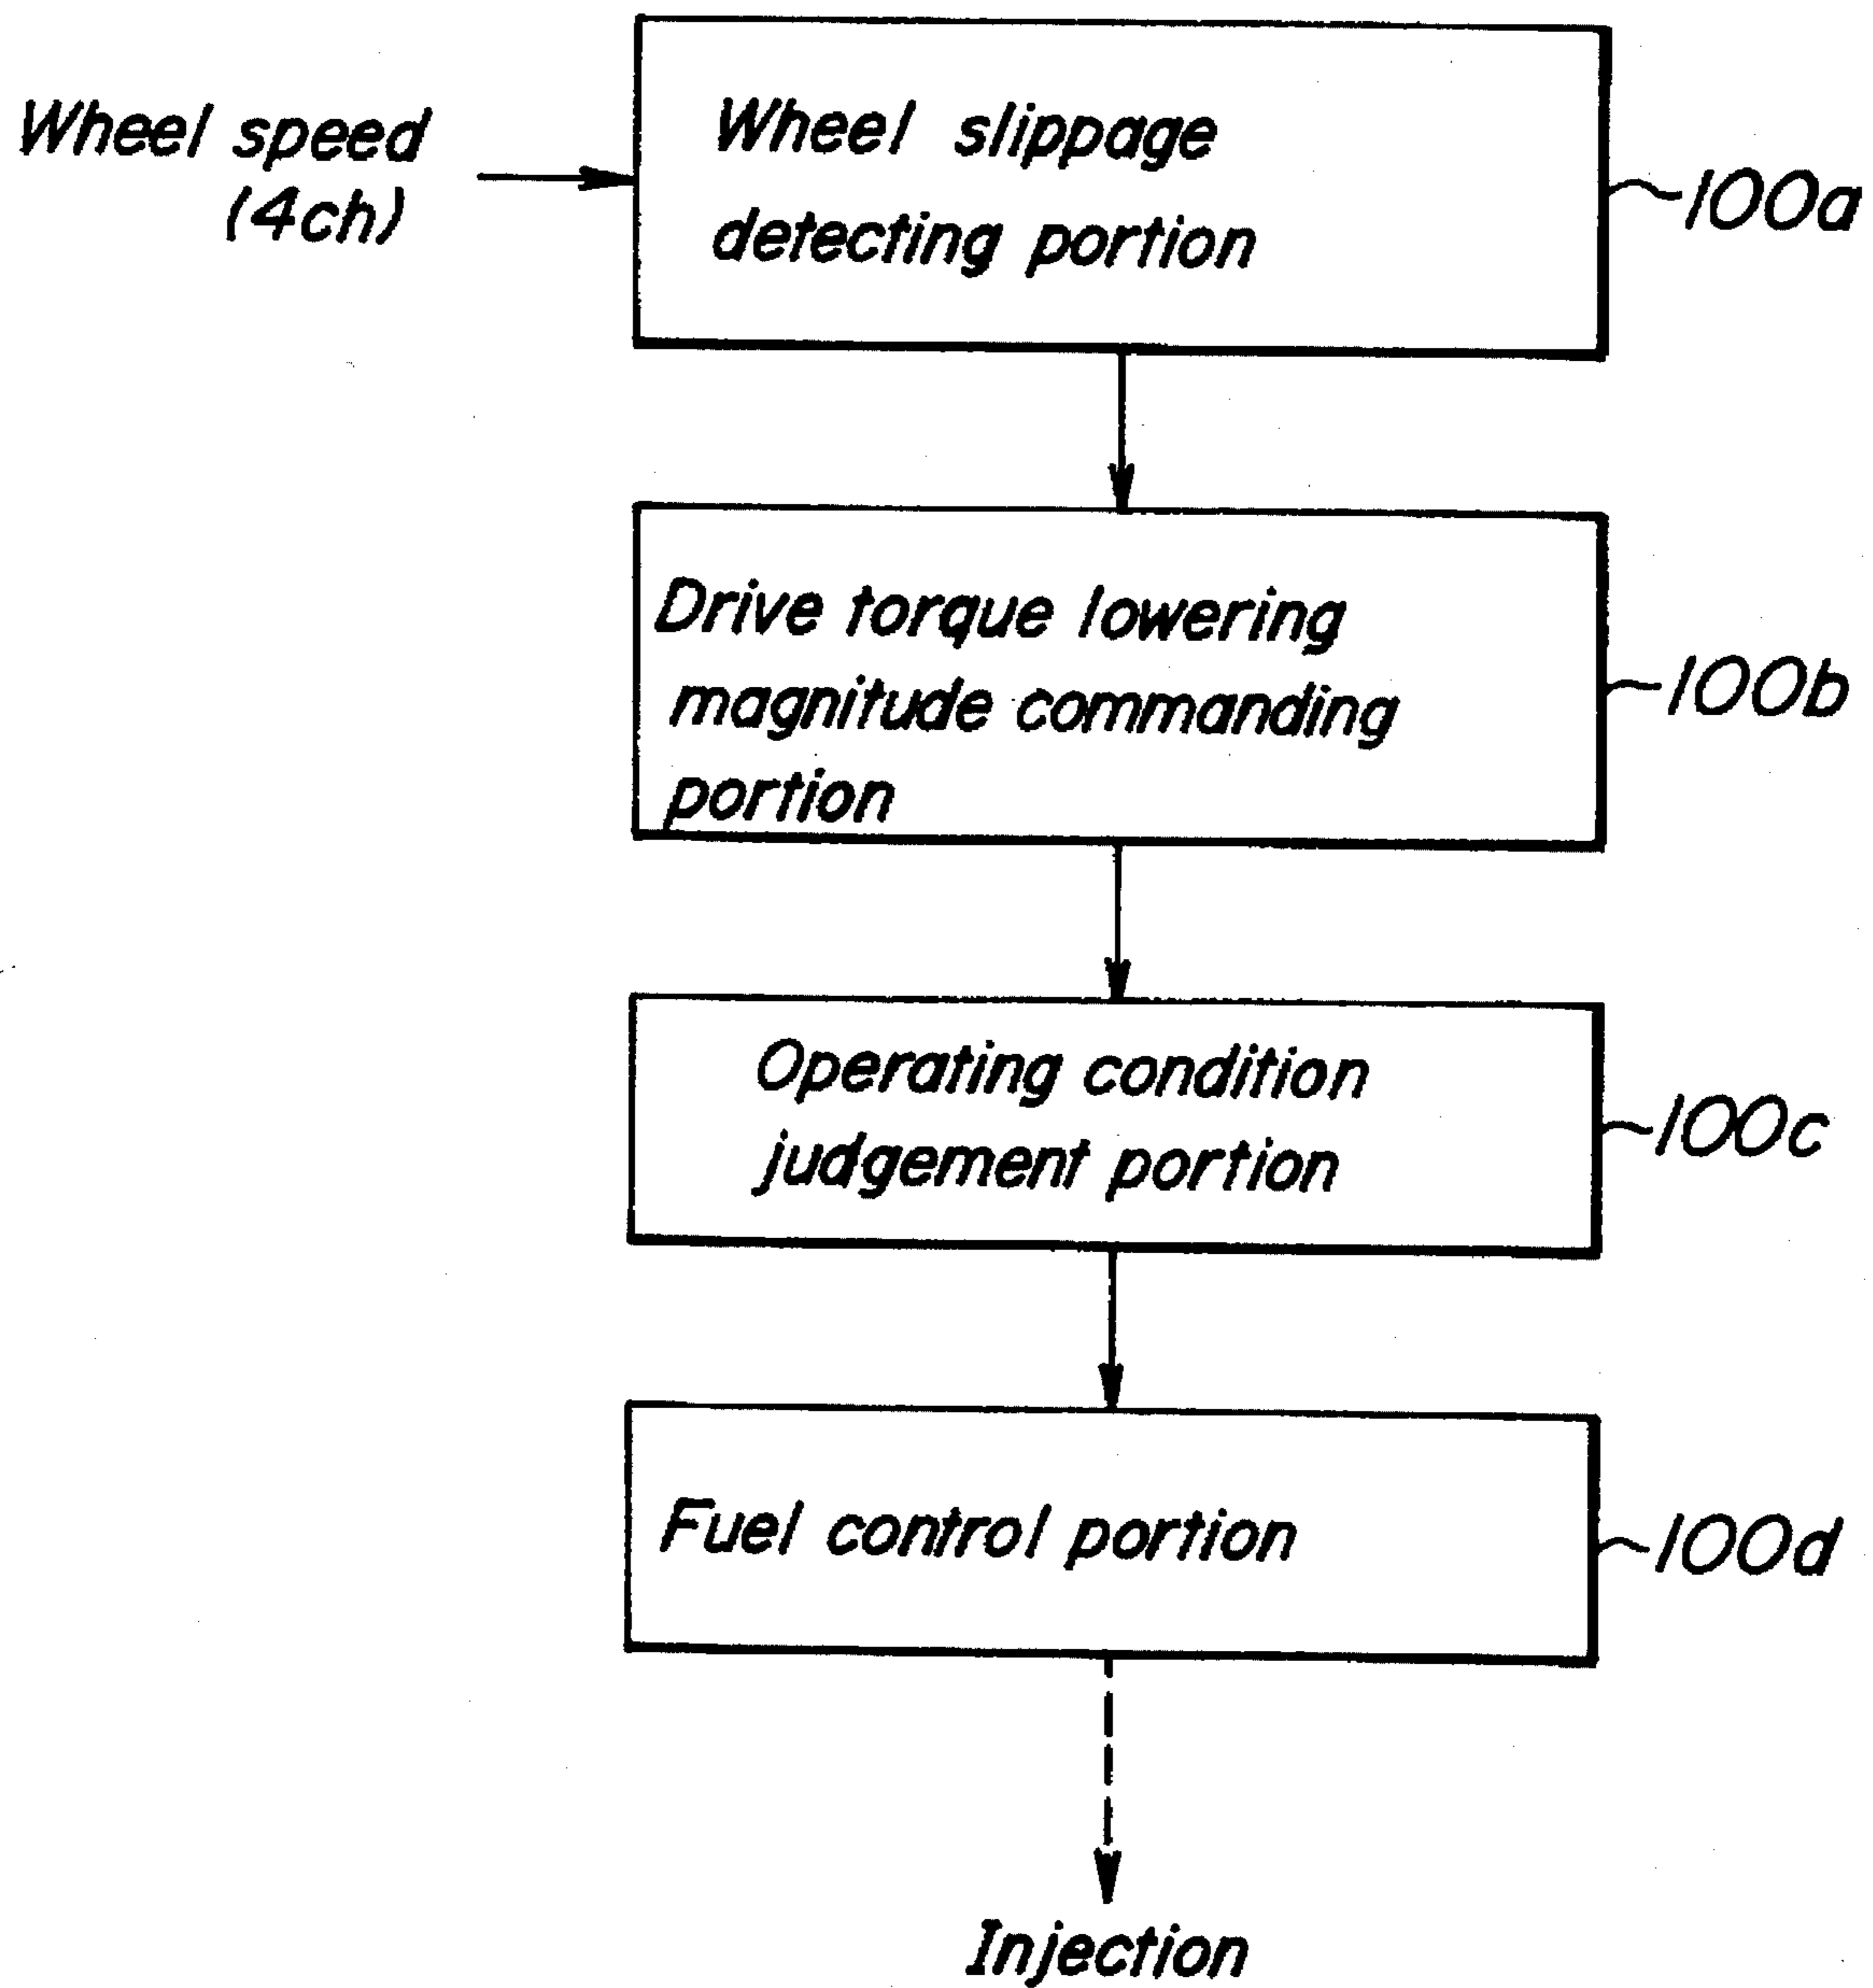 Wheel speed
(4ch)
Wheel slippage
detecting portion
100a
Drive torque lowering
magnitude commanding
portion
100b
Operating condition
judgement portion
100c
Fuel control portion
100d
Injection